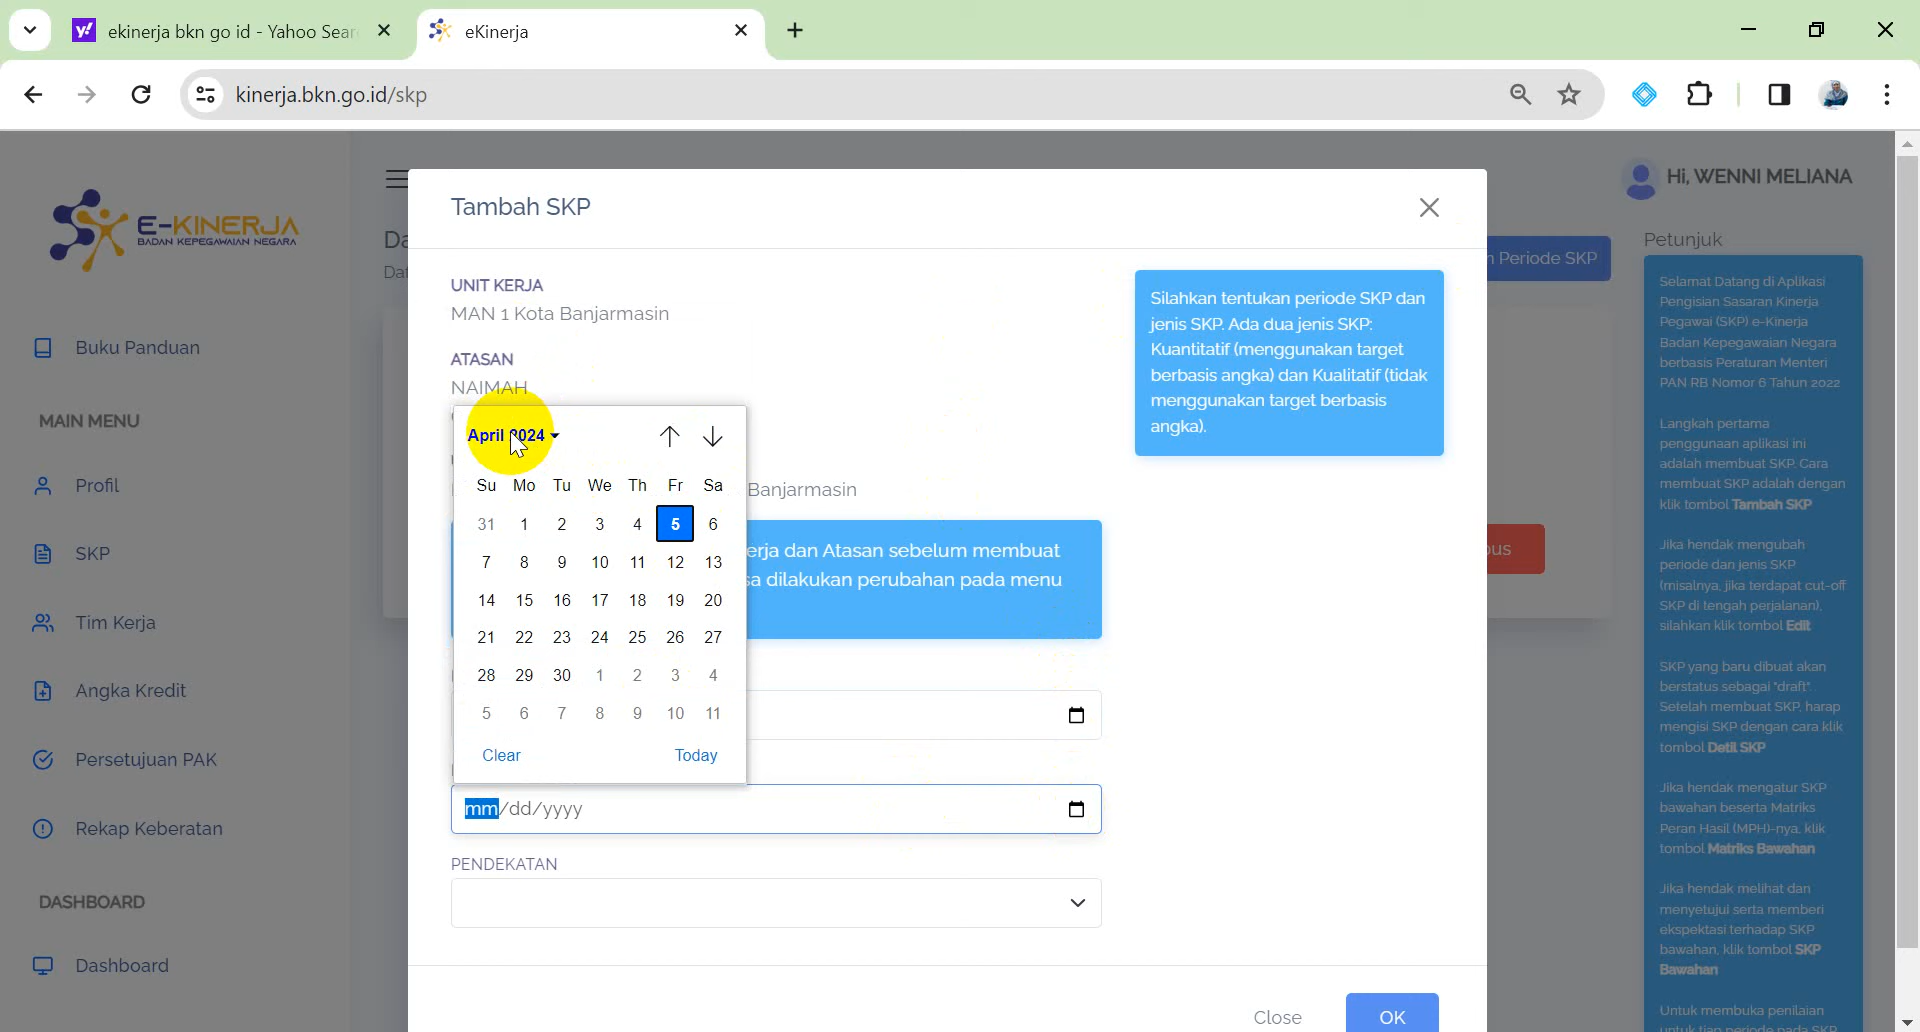 ekinerja bkn go id - Yahoo Sear
eKinerja
kinerja.bkn.go.id/skp
E-KINERJA
BADAN KEPEGAWAIAN NEGARA
Buku Panduan
MAIN MENU
Profil
SKP
Tim Kerja
Angka Kredit
Persetujuan PAK
Rekap Keberatan
DASHBOARD
Dashboard
Tambah SKP
UNIT KERJA
MAN 1 Kota Banjarmasin
ATASAN
NAIMAH
April 2024
Su Mo Tu We Th Fr Sa
31 1 2 3 4 5 6
7 8 9 10 11 12 13
14 15 16 17 18 19 20
21 22 23 24 25 26 27
28 29 30 1 2 3 4
5 6 7 8 9 10 11
Clear Today
Banjarmasin
erja dan Atasan sebelum membuat
sa dilakukan perubahan pada menu
mm/dd/yyyy
PENDEKATAN
Close OK
Silahkan tentukan periode SKP dan
jenis SKP. Ada dua jenis SKP:
Kuantitatif (menggunakan target
berbasis angka) dan Kualitatif (tidak
menggunakan target berbasis
angka).
Periode SKP
pus
Hi, WENNI MELIANA
Petunjuk
Selamat Datang di Aplikasi
Pengisian Sasaran Kinerja
Pegawai (SKP) e-Kinerja
Badan Kepegawaian Negara
berbasis Peraturan Menteri
PAN RB Nomor 6 Tahun 2022
Langkah pertama
penggunaan aplikasi ini
adalah membuat SKP. Cara
membuat SKP adalah dengan
klik tombol Tambah SKP
Jika hendak mengubah
periode dan jenis SKP
(misalnya, jika terdapat cut-off
SKP di tengah perjalanan),
silahkan klik tombol Edit
SKP yang baru dibuat akan
berstatus sebagai "draft".
Setelah membuat SKP, harap
mengisi SKP dengan cara klik
tombol Detil SKP
Jika hendak mengatur SKP
bawahan beserta Matriks
Peran Hasil (MPH)-nya, klik
tombol Matriks Bawahan
Jika hendak melihat dan
menyetujui serta memberi
ekspektasi terhadap SKP
bawahan, klik tombol SKP
Bawahan
Untuk membuka penilaian
untuk tiap periode pada SKP